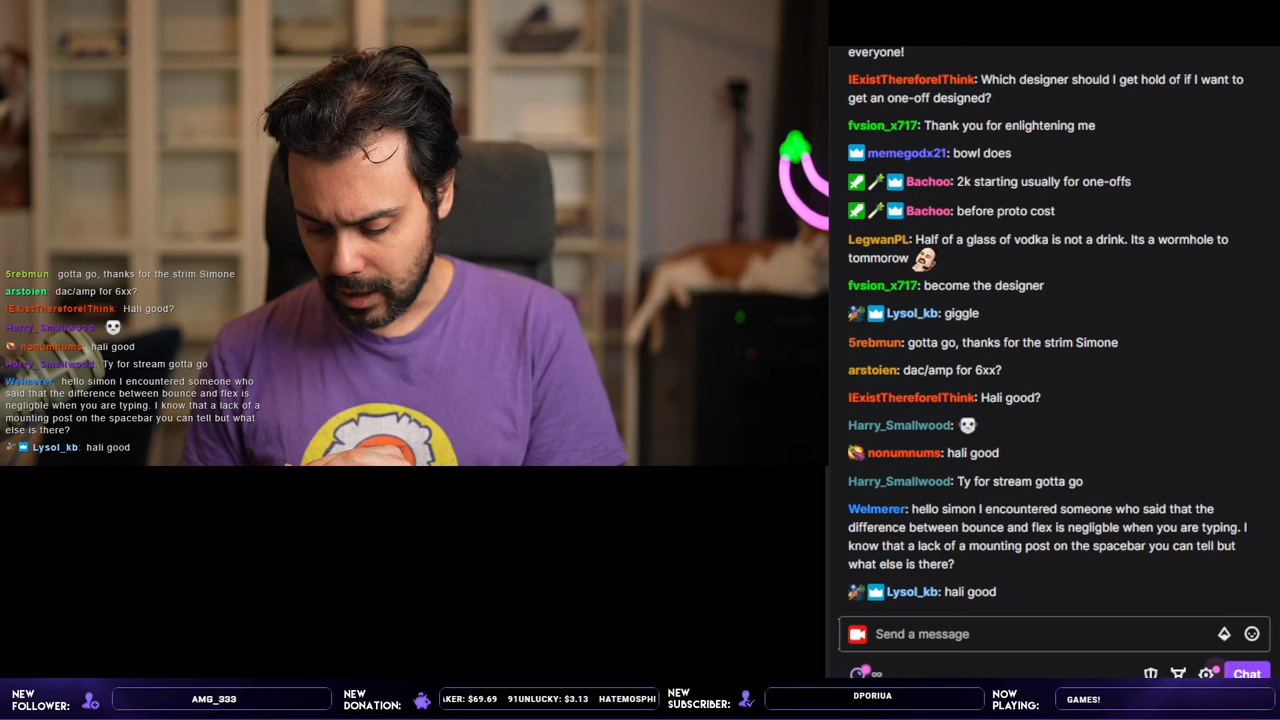 5rebmun: gotta go, thanks for the strim Simone
arstoien: dac/amp for 6xx?
IExistThereforeIThink: Hali good?
Harry_Smallwood:
nonumnums: hali good
Harry_Smallwood: Ty for stream gotta go
Welmerer: hello simon I encountered someone who
said that the difference between bounce and flex is
negligble when you are typing. I know that a lack of a
mounting post on the spacebar you can tell but what
else is there?
Lysol_kb: hali good
everyone!
IExistThereforeIThink: Which designer should I get hold of if I want to
get an one-off designed?
fvsion_x717: Thank you for enlightening me
memegodx21: bowl does
Bachoo: 2k starting usually for one-offs
Bachoo: before proto cost
LegwanPL: Half of a glass of vodka is not a drink. Its a wormhole to
tommorow
fvsion_x717: become the designer
Lysol_kb: giggle
5rebmun: gotta go, thanks for the strim Simone
arstoien: dac/amp for 6xx?
IExistThereforeIThink: Hali good?
Harry_Smallwood:
nonumnums: hali good
Harry_Smallwood: Ty for stream gotta go
Welmerer: hello simon I encountered someone who said that the
difference between bounce and flex is negligble when you are typing. I
know that a lack of a mounting post on the spacebar you can tell but
what else is there?
Lysol_kb: hali good
Send a message
Chat
NEW
FOLLOWER:
AMG_333
NEW
DONATION:
AKER: $69.69 91UNLUCKY: $3.13 HATEMOSPHI
NEW
SUBSCRIBER:
DPORIUA
NOW
PLAYING:
GAMES!